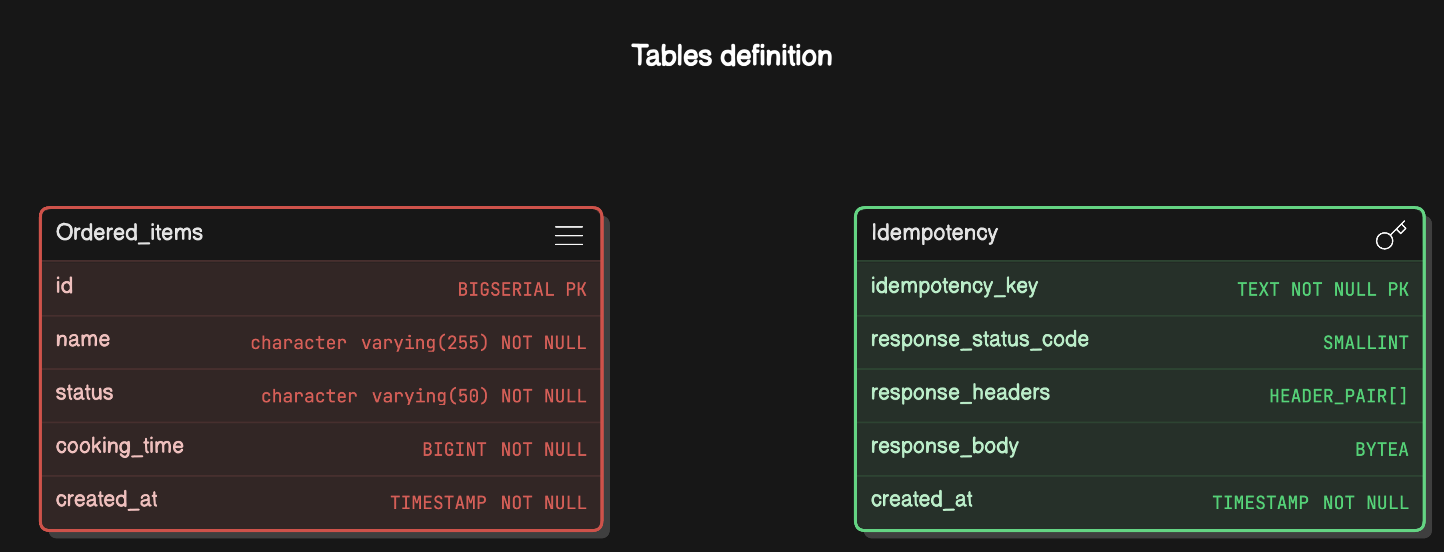 Tables definition
Ordered_items
id BIGSERIAL PK
name character varying(255) NOT NULL
status character varying(50) NOT NULL
cooking_time BIGINT NOT NULL
created_at TIMESTAMP NOT NULL
Idempotency
idempotency_key TEXT NOT NULL PK
response_status_code SMALLINT
response_headers HEADER_PAIR[]
response_body BYTEA
created_at TIMESTAMP NOT NULL